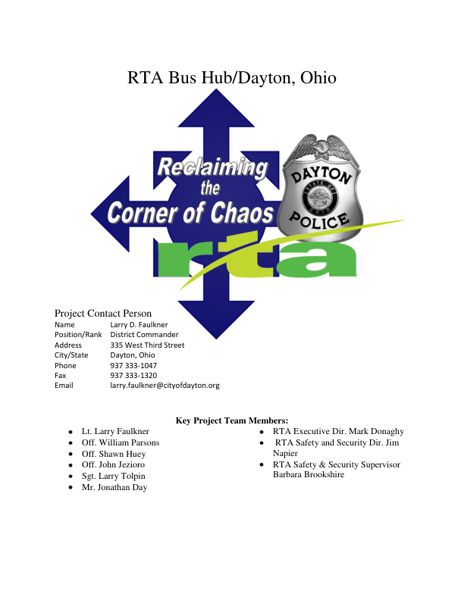 RTA Bus Hub/Dayton, Ohio
Reclaiming
the
Corner of Chaos
DAYTON
POLICE
rta
Project Contact Person
Name Larry D. Faulkner
Position/Rank District Commander
Address 335 West Third Street
City/State Dayton, Ohio
Phone 937 333-1047
Fax 937 333-1320
Email larry.faulkner@cityofdayton.org
Key Project Team Members:
• Lt. Larry Faulkner
• Off. William Parsons
• Off. Shawn Huey
• Off. John Jezioro
• Sgt. Larry Tolpin
• Mr. Jonathan Day
• RTA Executive Dir. Mark Donaghy
• RTA Safety and Security Dir. Jim
Napier
• RTA Safety & Security Supervisor
Barbara Brookshire